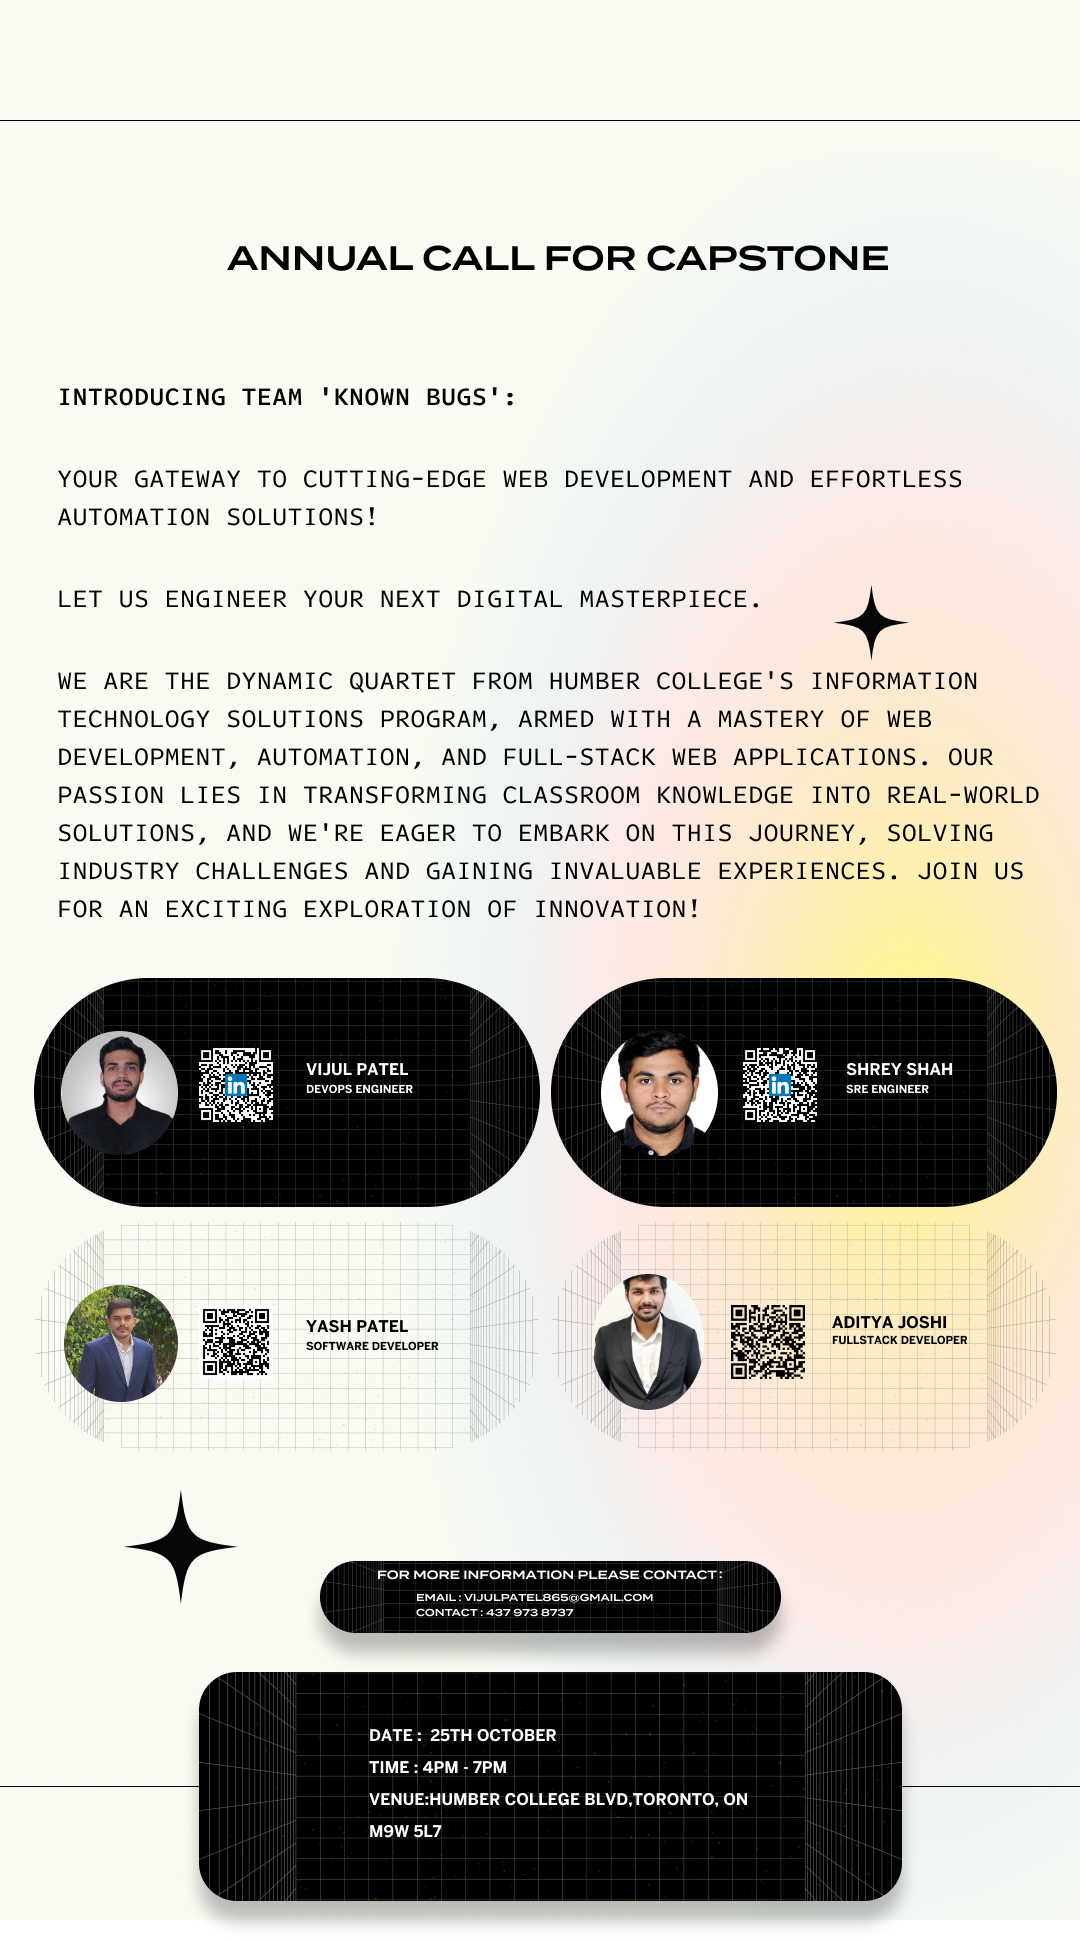 ANNUAL CALL FOR CAPSTONE
INTRODUCING TEAM 'KNOWN BUGS':
YOUR GATEWAY TO CUTTING-EDGE WEB DEVELOPMENT AND EFFORTLESS
AUTOMATION SOLUTIONS!
LET US ENGINEER YOUR NEXT DIGITAL MASTERPIECE.
WE ARE THE DYNAMIC QUARTET FROM HUMBER COLLEGE'S INFORMATION
TECHNOLOGY SOLUTIONS PROGRAM, ARMED WITH A MASTERY OF WEB
DEVELOPMENT, AUTOMATION, AND FULL-STACK WEB APPLICATIONS. OUR
PASSION LIES IN TRANSFORMING CLASSROOM KNOWLEDGE INTO REAL-WORLD
SOLUTIONS, AND WE'RE EAGER TO EMBARK ON THIS JOURNEY, SOLVING
INDUSTRY CHALLENGES AND GAINING INVALUABLE EXPERIENCES. JOIN US
FOR AN EXCITING EXPLORATION OF INNOVATION!
in
VIJUL PATEL
DEVOPS ENGINEER
in
SHREY SHAH
SRE ENGINEER
YASH PATEL
SOFTWARE DEVELOPER
ADITYA JOSHI
FULLSTACK DEVELOPER
FOR MORE INFORMATION PLEASE CONTACT :
EMAIL : VIJULPATEL865@GMAIL.COM
CONTACT : 437 973 8737
DATE : 25TH OCTOBER
TIME : 4PM - 7PM
VENUE:HUMBER COLLEGE BLVD,TORONTO, ON
M9W 5L7